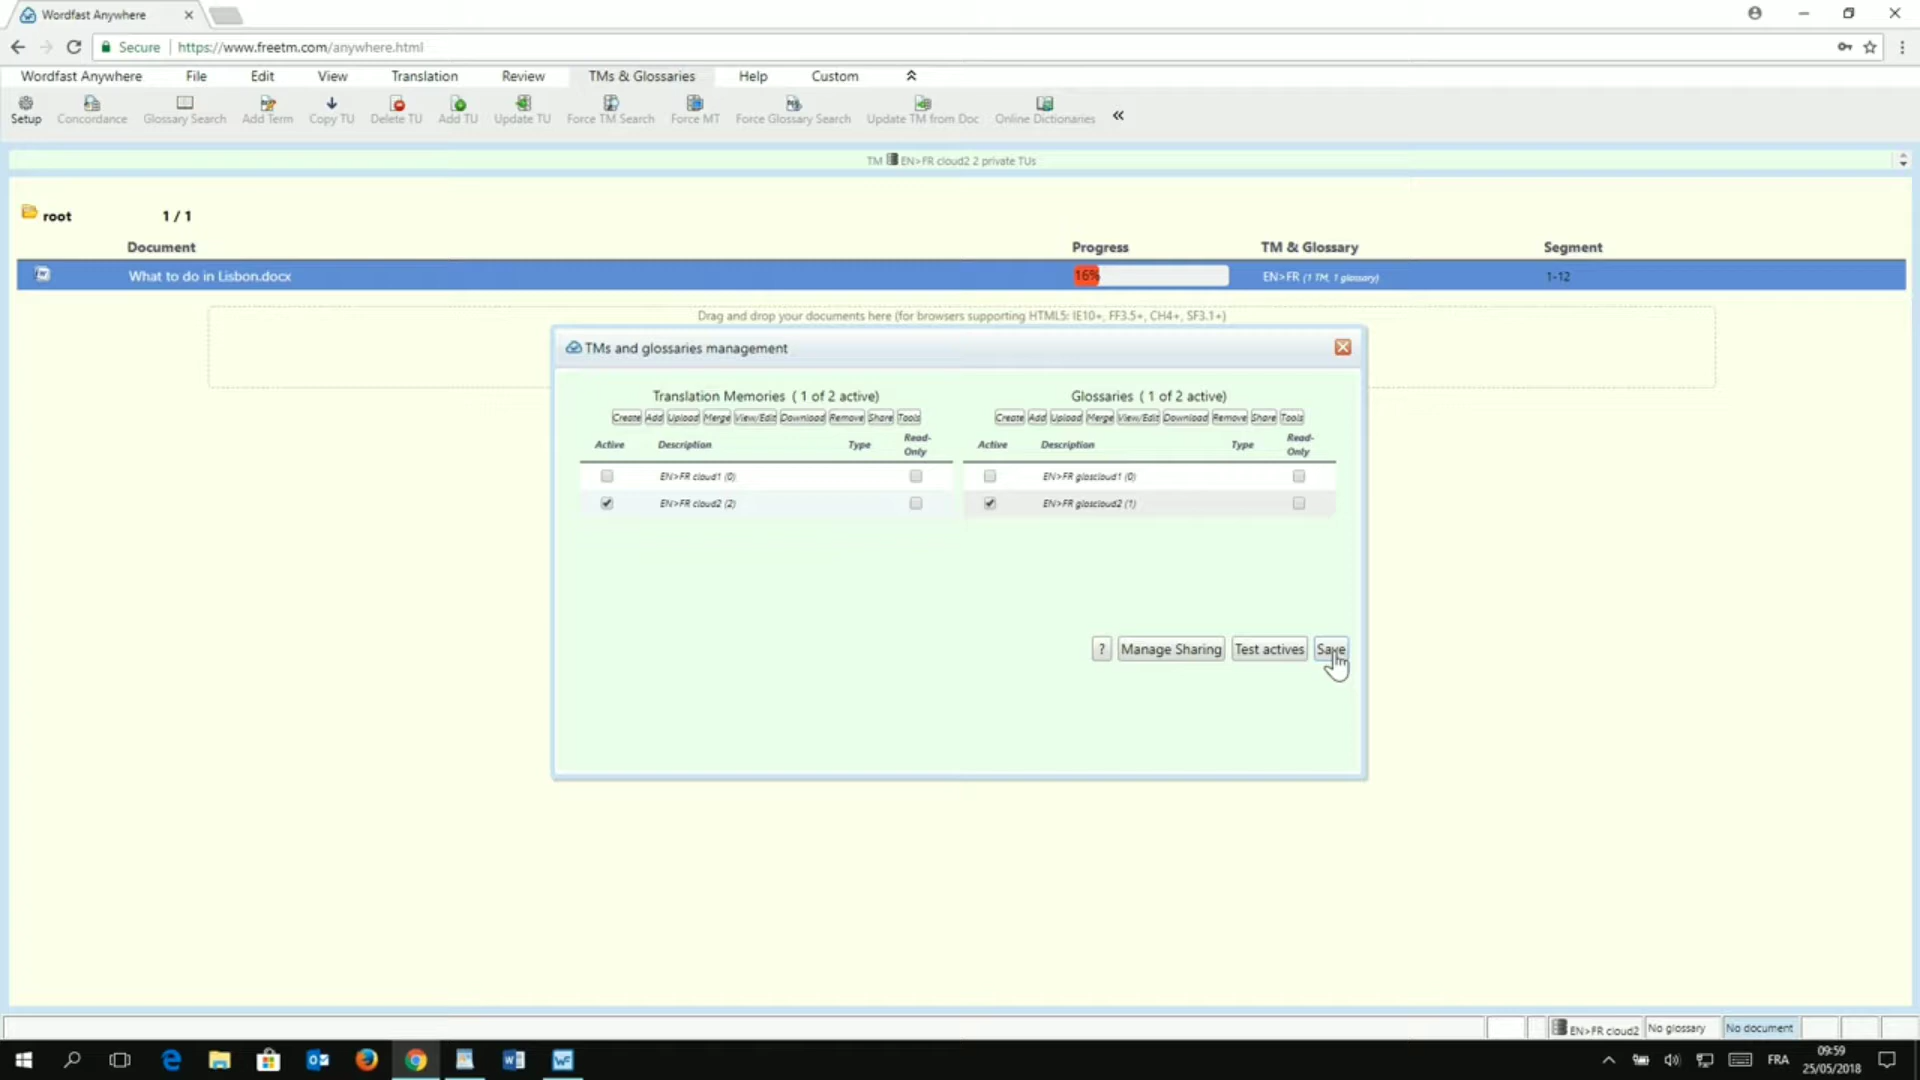 Wordfast Anywhere
Secure | https://www.freetm.com/anywhere.html
Wordfast Anywhere File Edit View Translation Review TMs & Glossaries Help Custom
Setup Concordance Glossary Search Add Term Copy TU Delete TU Add TU Update TU Force TM Search Force MT Force Glossary Search Update TM from Doc Online Dictionaries «
TM EN>FR cloud2 2 private TUs
root 1 / 1
Document Progress TM & Glossary Segment
What to do in Lisbon.docx 16% EN>FR (1 TM, 1 glossary) 1-12
Drag and drop your documents here (for browsers supporting HTML5: IE10+, FF3.5+, CH4+, SF3.1+)
TMs and glossaries management
Translation Memories ( 1 of 2 active) Glossaries ( 1 of 2 active)
Create Add Upload Merge View/Edit Download Remove Share Tools Create Add Upload Merge View/Edit Download Remove Share Tools
Active Description Type Read-Only Active Description Type Read-Only
EN>FR cloud1 (0) EN>FR gloscloud1 (0)
EN>FR cloud2 (2) EN>FR gloscloud2 (1)
? Manage Sharing Test actives Save
EN>FR cloud2 No glossary No document
FRA 09:59
25/05/2018